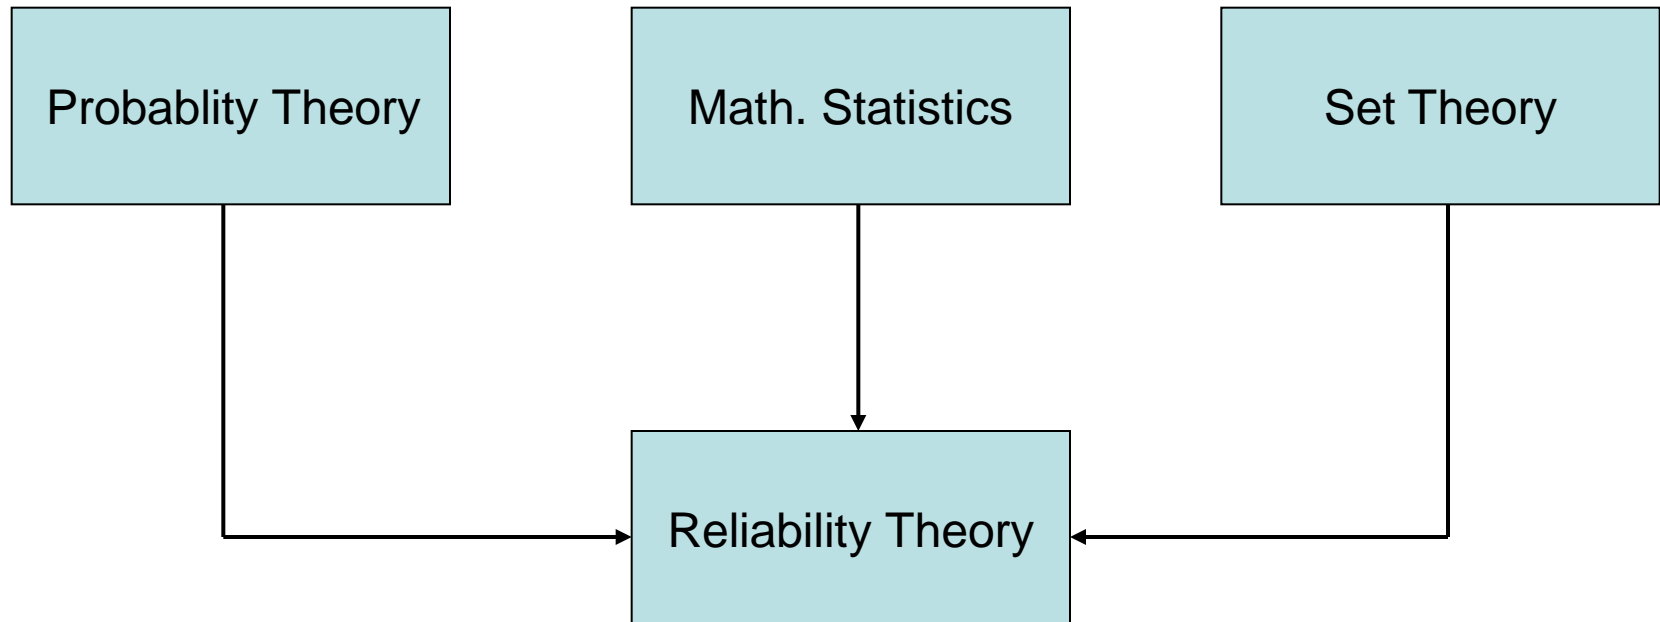 Probablity Theory
Math. Statistics
Set Theory
Reliability Theory